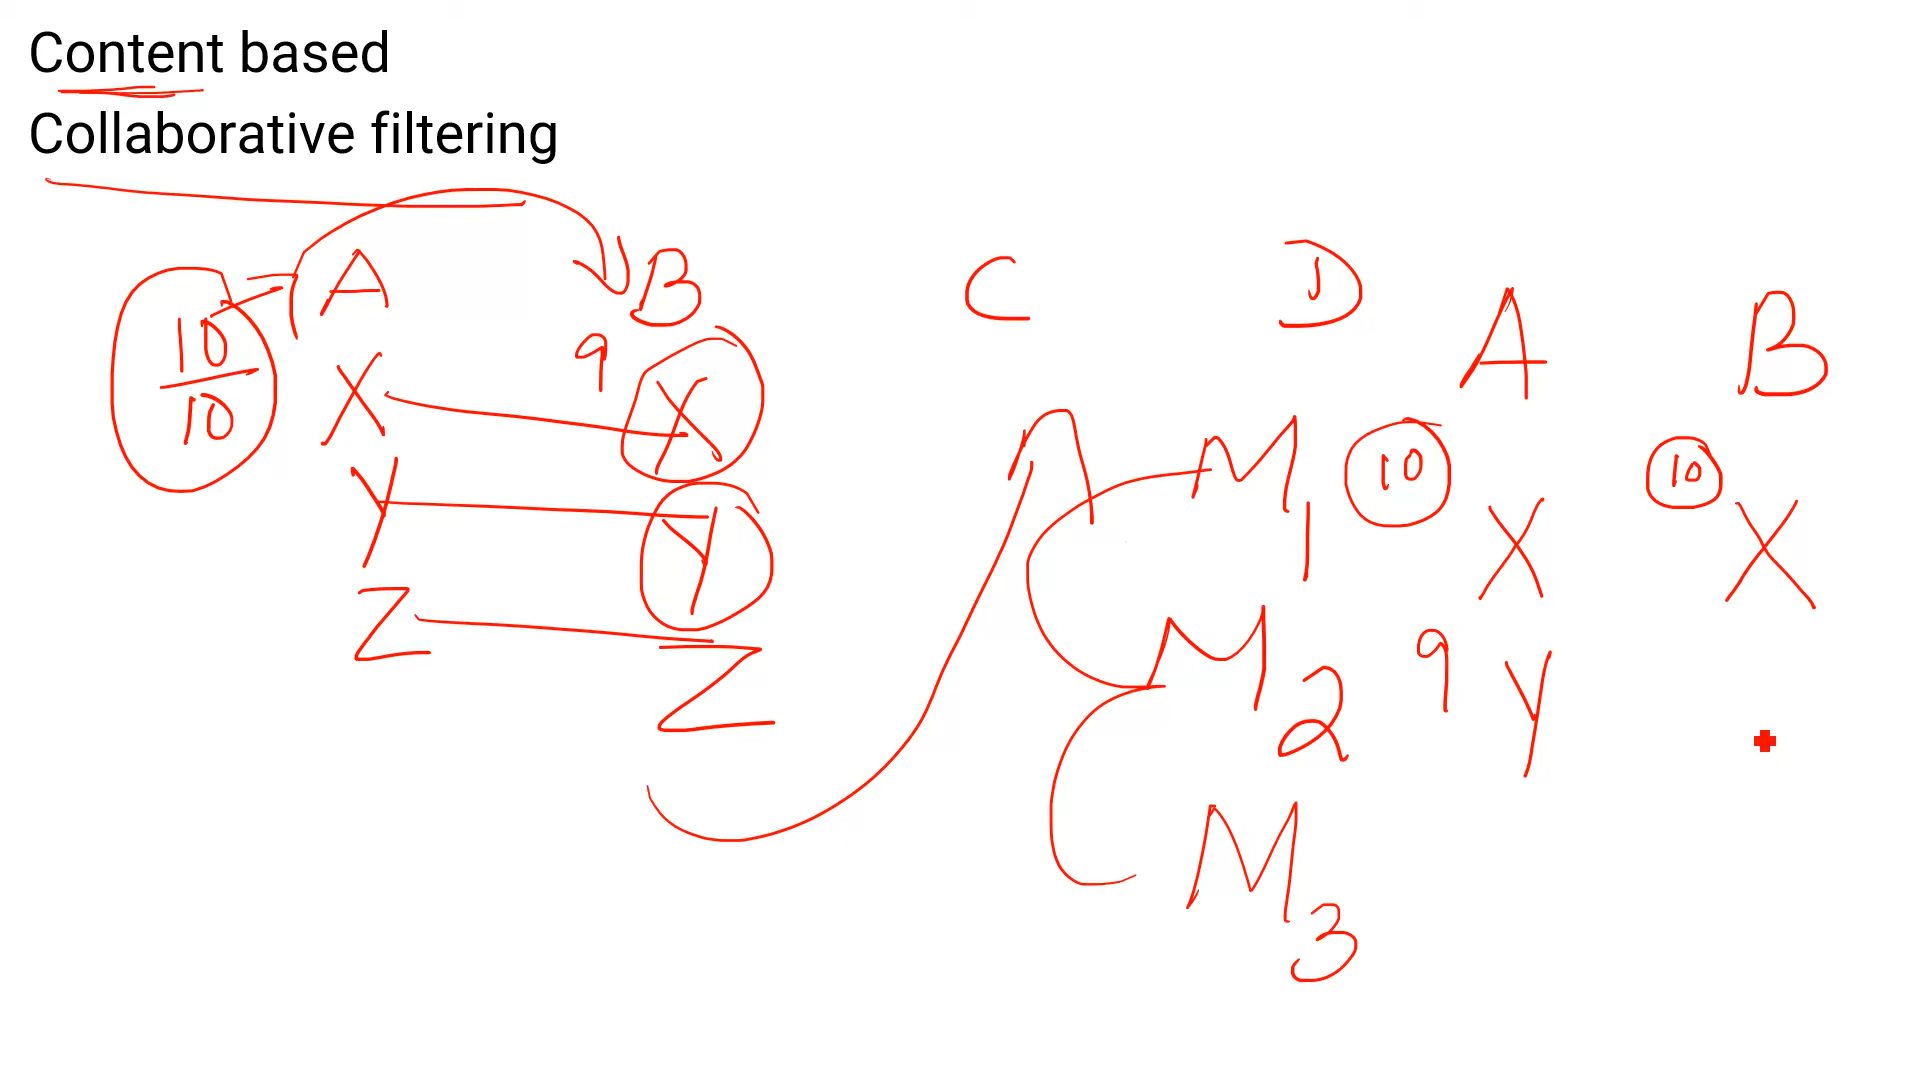 Content based
Collaborative filtering
A B C D A B
10 9
10
X X A M1 10 10
X X
Y Y
Z Z M2 9 Y
M3